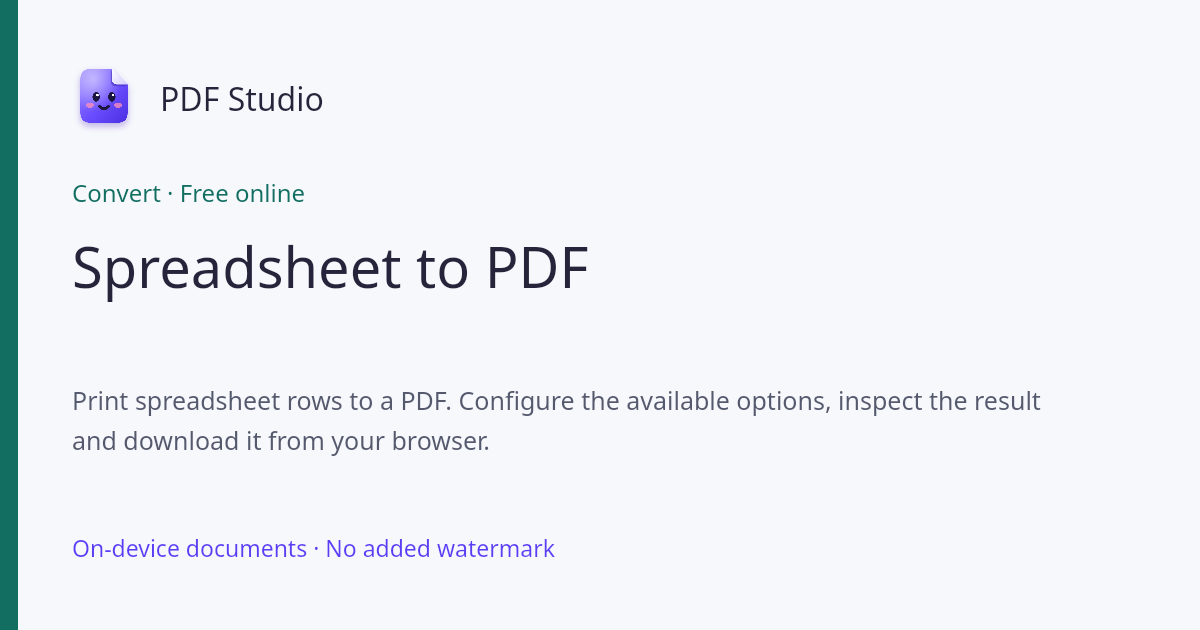 PDF Studio
Convert · Free online
Spreadsheet to PDF
Print spreadsheet rows to a PDF. Configure the available options, inspect the result
and download it from your browser.
On-device documents · No added watermark